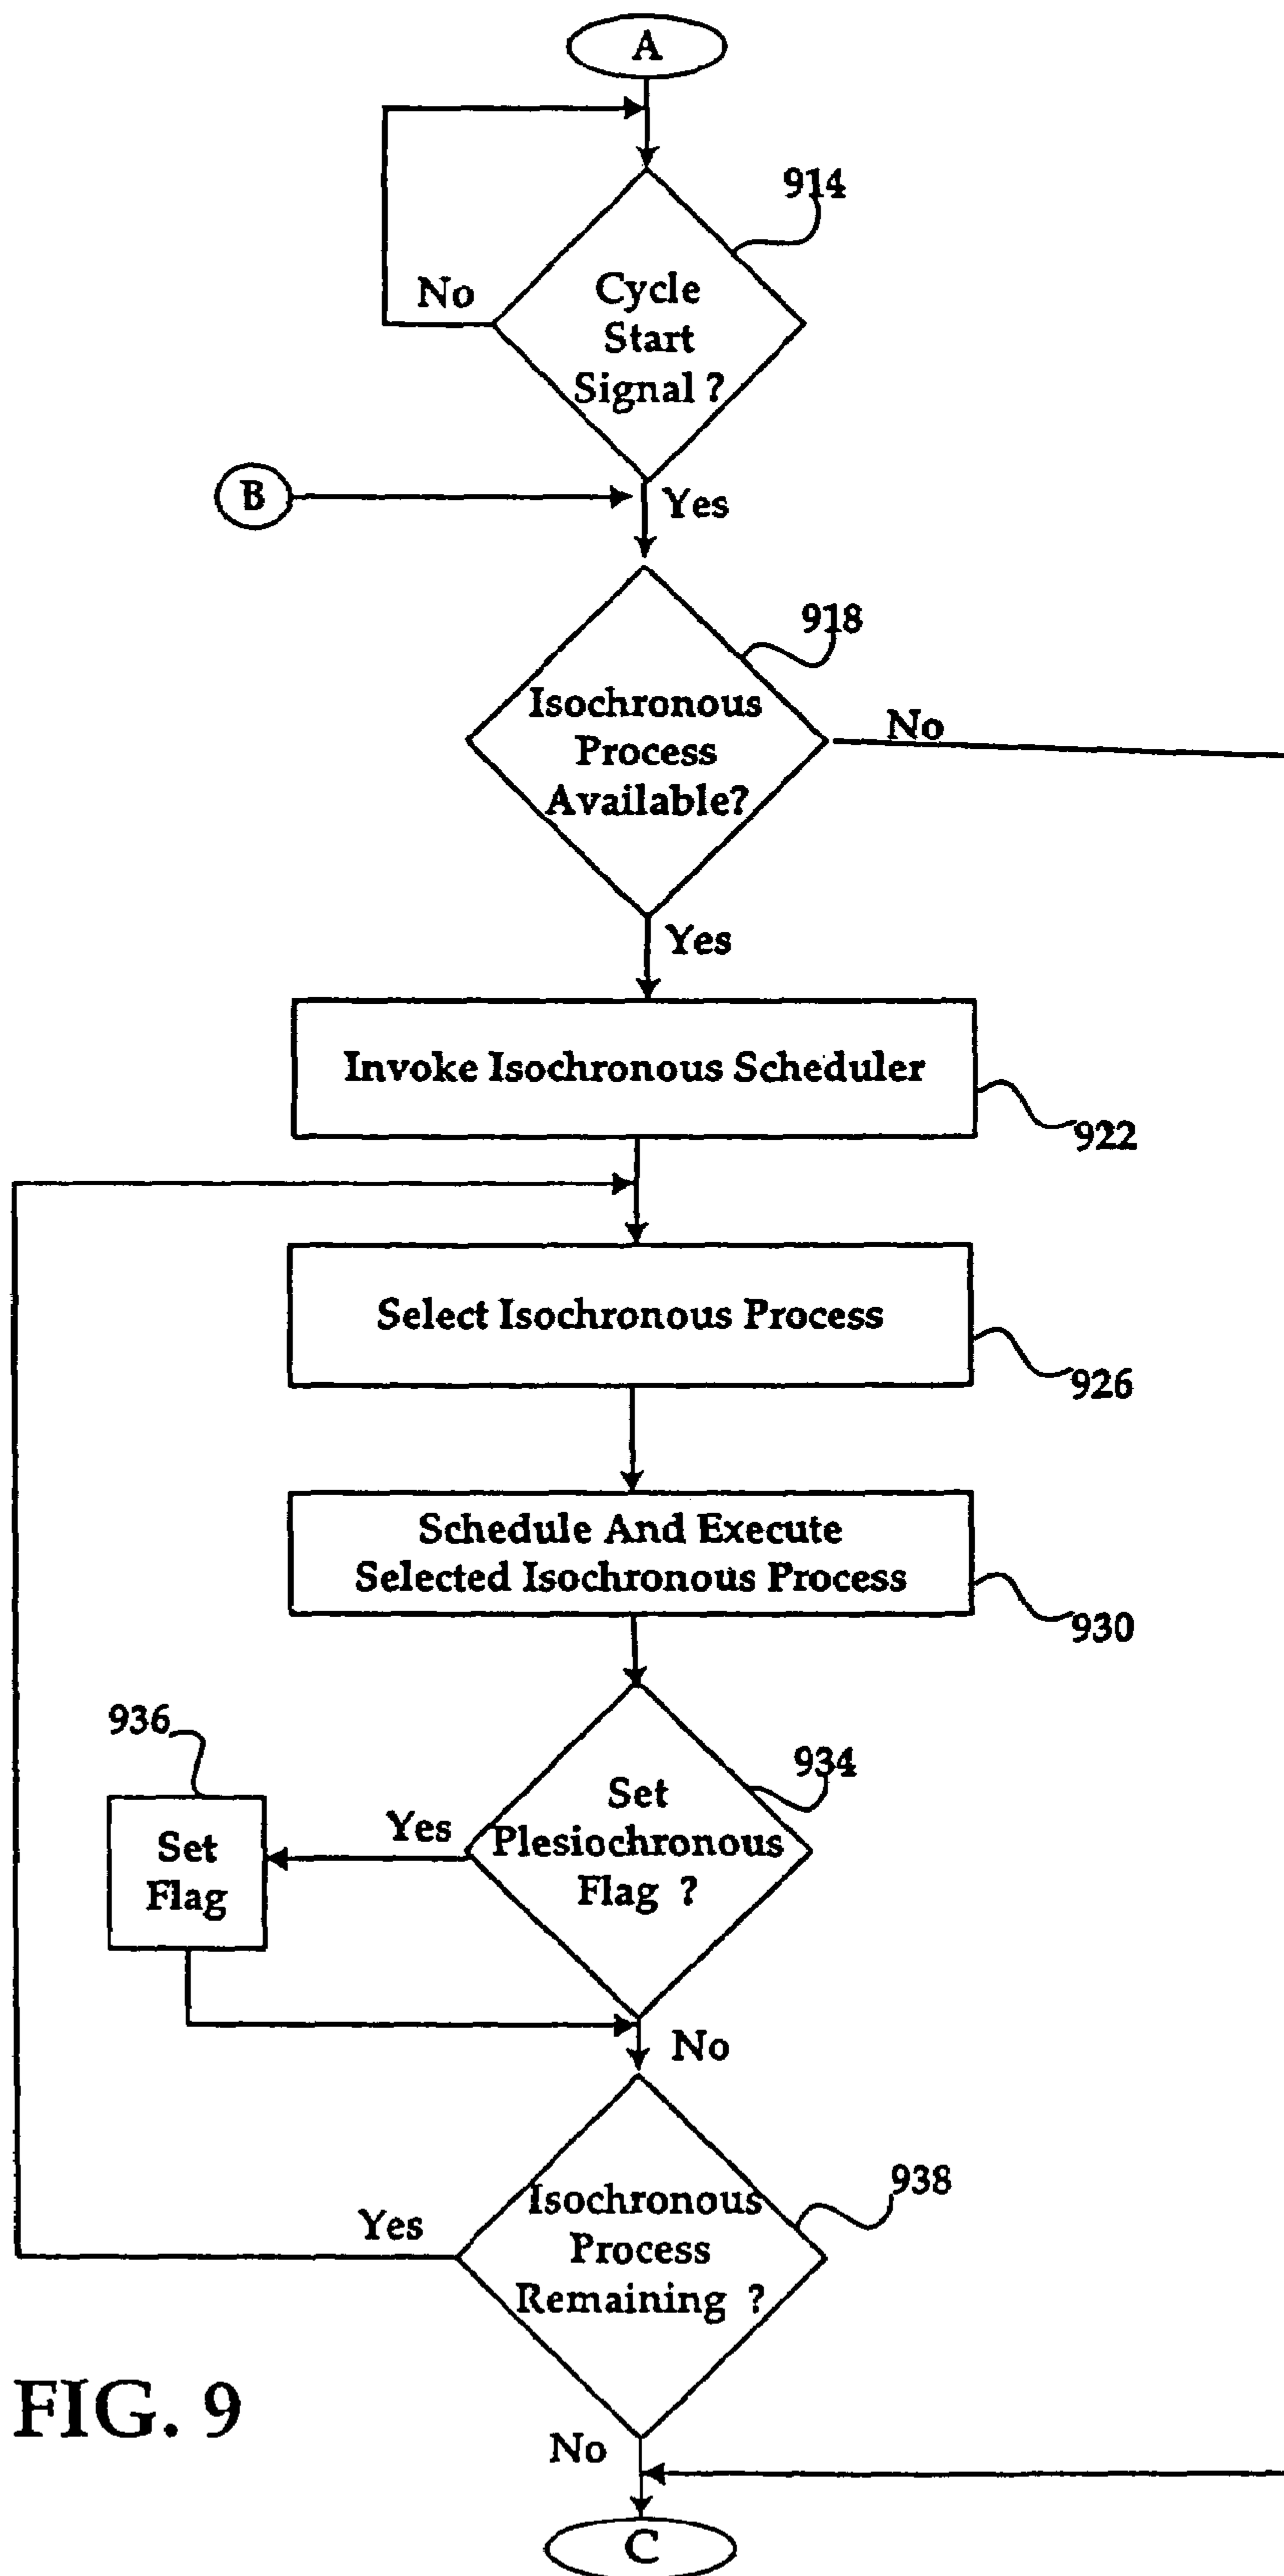 A
914
Cycle
Start
Signal ?
No
B
Yes
918
Isochronous
Process
Available?
No
Yes
Invoke Isochronous Scheduler
922
Select Isochronous Process
926
Schedule And Execute
Selected Isochronous Process
930
936
934
Set
Plesiochronous
Flag ?
Yes
Set
Flag
No
938
Isochronous
Process
Remaining ?
Yes
FIG. 9
No
C